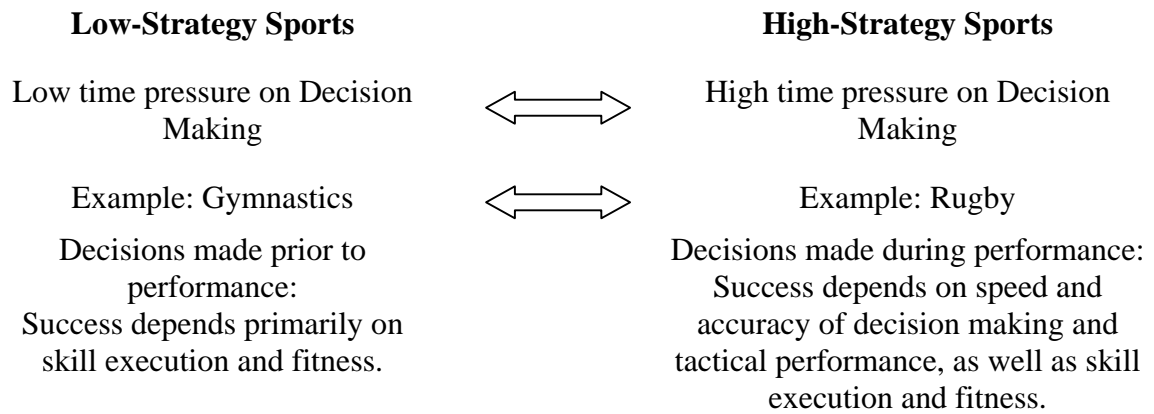 Low-Strategy Sports
High-Strategy Sports
Low time pressure on Decision
Making
High time pressure on Decision
Making
Example: Gymnastics
Example: Rugby
Decisions made prior to
performance:
Success depends primarily on
skill execution and fitness.
Decisions made during performance:
Success depends on speed and
accuracy of decision making and
tactical performance, as well as skill
execution and fitness.